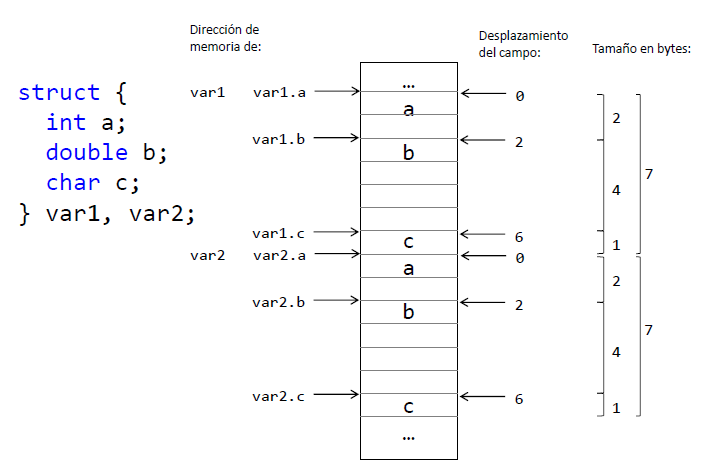 Dirección de
memoria de:
Desplazamiento
del campo:
Tamaño en bytes:
struct {
int a;
double b;
char c;
} var1, var2;
...
var1 var1.a 0
a
2
var1.b 2
b
4
7
var1.c 6
c
1
var2 var2.a 0
a
2
var2.b 2
b
7
4
var2.c 6
c
1
...